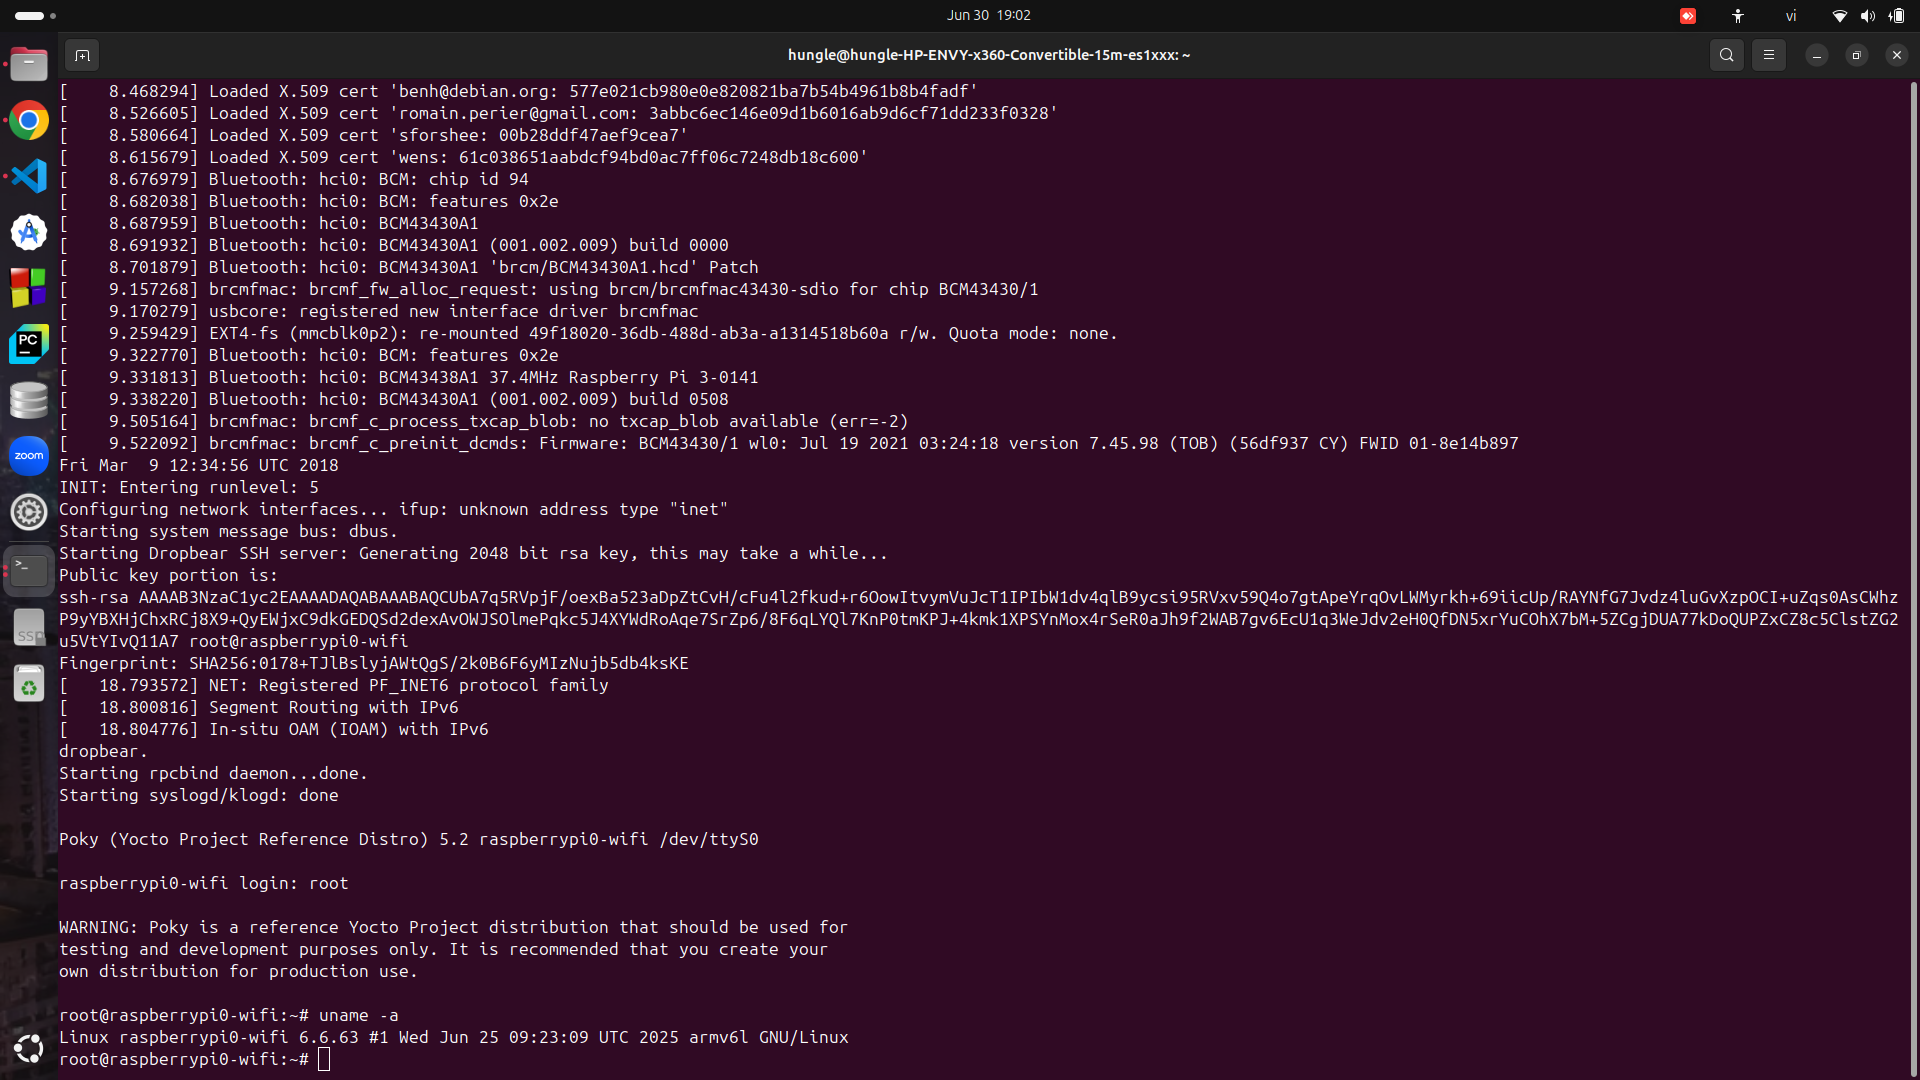 Jun 30 19:02
vi
hungle@hungle-HP-ENVY-x360-Convertible-15m-es1xxx: ~
[    8.468294] Loaded X.509 cert 'benh@debian.org: 577e021cb980e0e820821ba7b54b4961b8b4fadf'
[    8.526605] Loaded X.509 cert 'romain.perier@gmail.com: 3abbc6ec146e09d1b6016ab9d6cf71dd233f0328'
[    8.580664] Loaded X.509 cert 'sforshee: 00b28ddf47aef9cea7'
[    8.615679] Loaded X.509 cert 'wens: 61c038651aabdcf94bd0ac7ff06c7248db18c600'
[    8.676979] Bluetooth: hci0: BCM: chip id 94
[    8.682038] Bluetooth: hci0: BCM: features 0x2e
[    8.687959] Bluetooth: hci0: BCM43430A1
[    8.691932] Bluetooth: hci0: BCM43430A1 (001.002.009) build 0000
[    8.701879] Bluetooth: hci0: BCM43430A1 'brcm/BCM43430A1.hcd' Patch
[    9.157268] brcmfmac: brcmf_fw_alloc_request: using brcm/brcmfmac43430-sdio for chip BCM43430/1
[    9.170279] usbcore: registered new interface driver brcmfmac
[    9.259429] EXT4-fs (mmcblk0p2): re-mounted 49f18020-36db-488d-ab3a-a1314518b60a r/w. Quota mode: none.
[    9.322770] Bluetooth: hci0: BCM: features 0x2e
[    9.331813] Bluetooth: hci0: BCM43438A1 37.4MHz Raspberry Pi 3-0141
[    9.338220] Bluetooth: hci0: BCM43430A1 (001.002.009) build 0508
[    9.505164] brcmfmac: brcmf_c_process_txcap_blob: no txcap_blob available (err=-2)
[    9.522092] brcmfmac: brcmf_c_preinit_dcmds: Firmware: BCM43430/1 wl0: Jul 19 2021 03:24:18 version 7.45.98 (TOB) (56df937 CY) FWID 01-8e14b897
Fri Mar  9 12:34:56 UTC 2018
INIT: Entering runlevel: 5
Configuring network interfaces... ifup: unknown address type "inet"
Starting system message bus: dbus.
Starting Dropbear SSH server: Generating 2048 bit rsa key, this may take a while...
Public key portion is:
ssh-rsa AAAAB3NzaC1yc2EAAAADAQABAAABAQCUbA7q5RVpjF/oexBa523aDpZtCvH/cFu4l2fkud+r6OowItvymVuJcT1IPIbW1dv4qlB9ycsi95RVxv59Q4o7gtApeYrqOvLWMyrkh+69iicUp/RAYNfG7Jvdz4luGvXzpOCI+uZqs0AsCWhz
P9yYBXHjChxRCj8X9+QyEWjxC9dkGEDQSd2dexAvOWJSOlmePqkc5J4XYWdRoAqe7SrZp6/8F6qLYQl7KnP0tmKPJ+4kmk1XPSYnMox4rSeR0aJh9f2WAB7gv6EcU1q3WeJdv2eH0QfDN5xrYuCOhX7bM+5ZCgjDUA77kDoQUPZxCZ8c5ClstZG2
u5VtYIvQ11A7 root@raspberrypi0-wifi
Fingerprint: SHA256:0178+TJlBslyjAWtQgS/2k0B6F6yMIzNujb5db4ksKE
[   18.793572] NET: Registered PF_INET6 protocol family
[   18.800816] Segment Routing with IPv6
[   18.804776] In-situ OAM (IOAM) with IPv6
dropbear.
Starting rpcbind daemon...done.
Starting syslogd/klogd: done
Poky (Yocto Project Reference Distro) 5.2 raspberrypi0-wifi /dev/ttyS0
raspberrypi0-wifi login: root
WARNING: Poky is a reference Yocto Project distribution that should be used for
testing and development purposes only. It is recommended that you create your
own distribution for production use.
root@raspberrypi0-wifi:~# uname -a
Linux raspberrypi0-wifi 6.6.63 #1 Wed Jun 25 09:23:09 UTC 2025 armv6l GNU/Linux
root@raspberrypi0-wifi:~#
PC
zoom
SSD